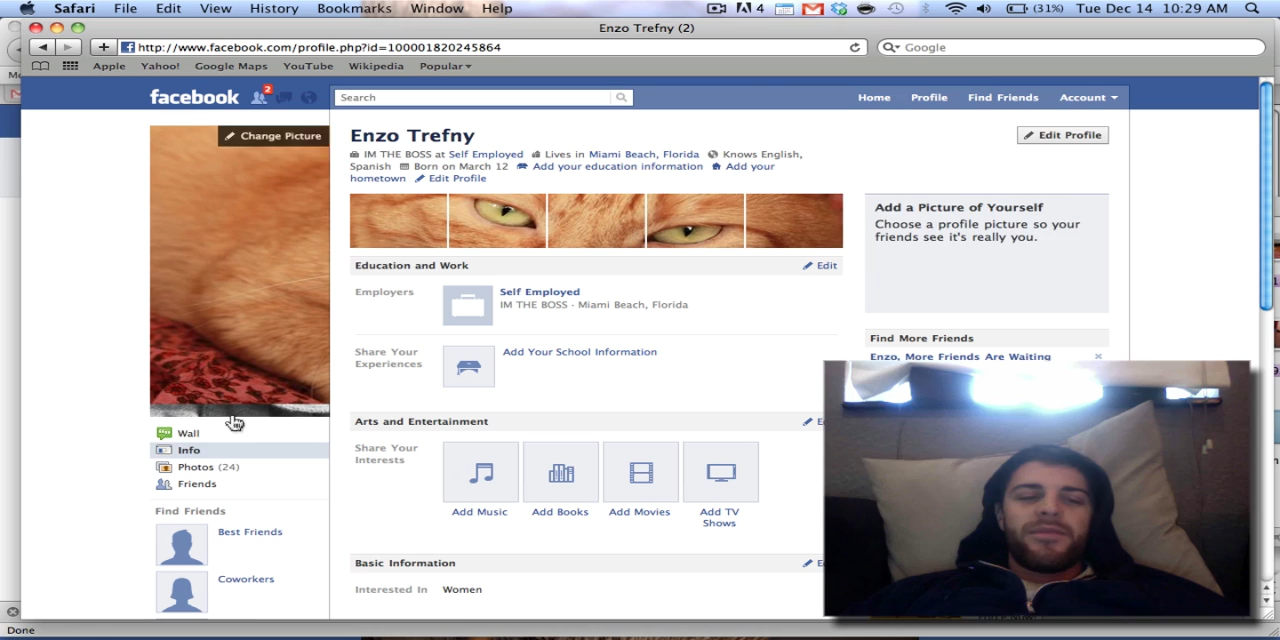 Safari File Edit View History Bookmarks Window Help 4 (31%) Tue Dec 14 10:29 AM
Enzo Trefny (2)
http://www.facebook.com/profile.php?id=100001820245864
Google
Apple Yahoo! Google Maps YouTube Wikipedia Popular
facebook 2 Search Home Profile Find Friends Account
Change Picture
Enzo Trefny
Edit Profile
IM THE BOSS at Self Employed Lives in Miami Beach, Florida Knows English,
Spanish Born on March 12 Add your education information Add your
hometown Edit Profile
Add a Picture of Yourself
Choose a profile picture so your
friends see it's really you.
Education and Work Edit
Employers
Self Employed
IM THE BOSS - Miami Beach, Florida
Share Your
Experiences
Add Your School Information
Find More Friends
Enzo, More Friends Are Waiting
Arts and Entertainment
Share Your
Interests
Add Music Add Books Add Movies Add TV
Shows
Basic Information
Interested In Women
Wall
Info
Photos (24)
Friends
Find Friends
Best Friends
Coworkers
Done